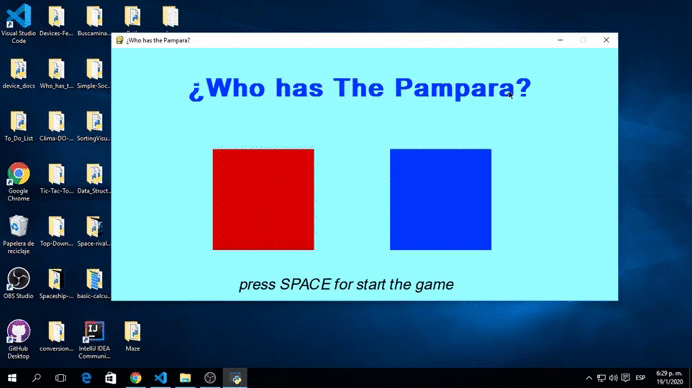 Visual Studio
Code
Devices-Fe...
Buscamina...
device_docs
Who_has_t...
Simple-Soc...
To_Do_List
Clima-DO-...
SortingVisu...
Google
Chrome
Tic-Tac-To...
Data_Struct...
Papelera de
reciclaje
Top-Down...
Space-rival...
OBS Studio
Spaceship-...
basic-calcu...
GitHub
Desktop
conversion...
IntelliJ IDEA
Communi...
Maze
¿Who has the Pampara?
¿Who has The Pampara?
press SPACE for start the game
ESP
6:29 p. m.
19/1/2020